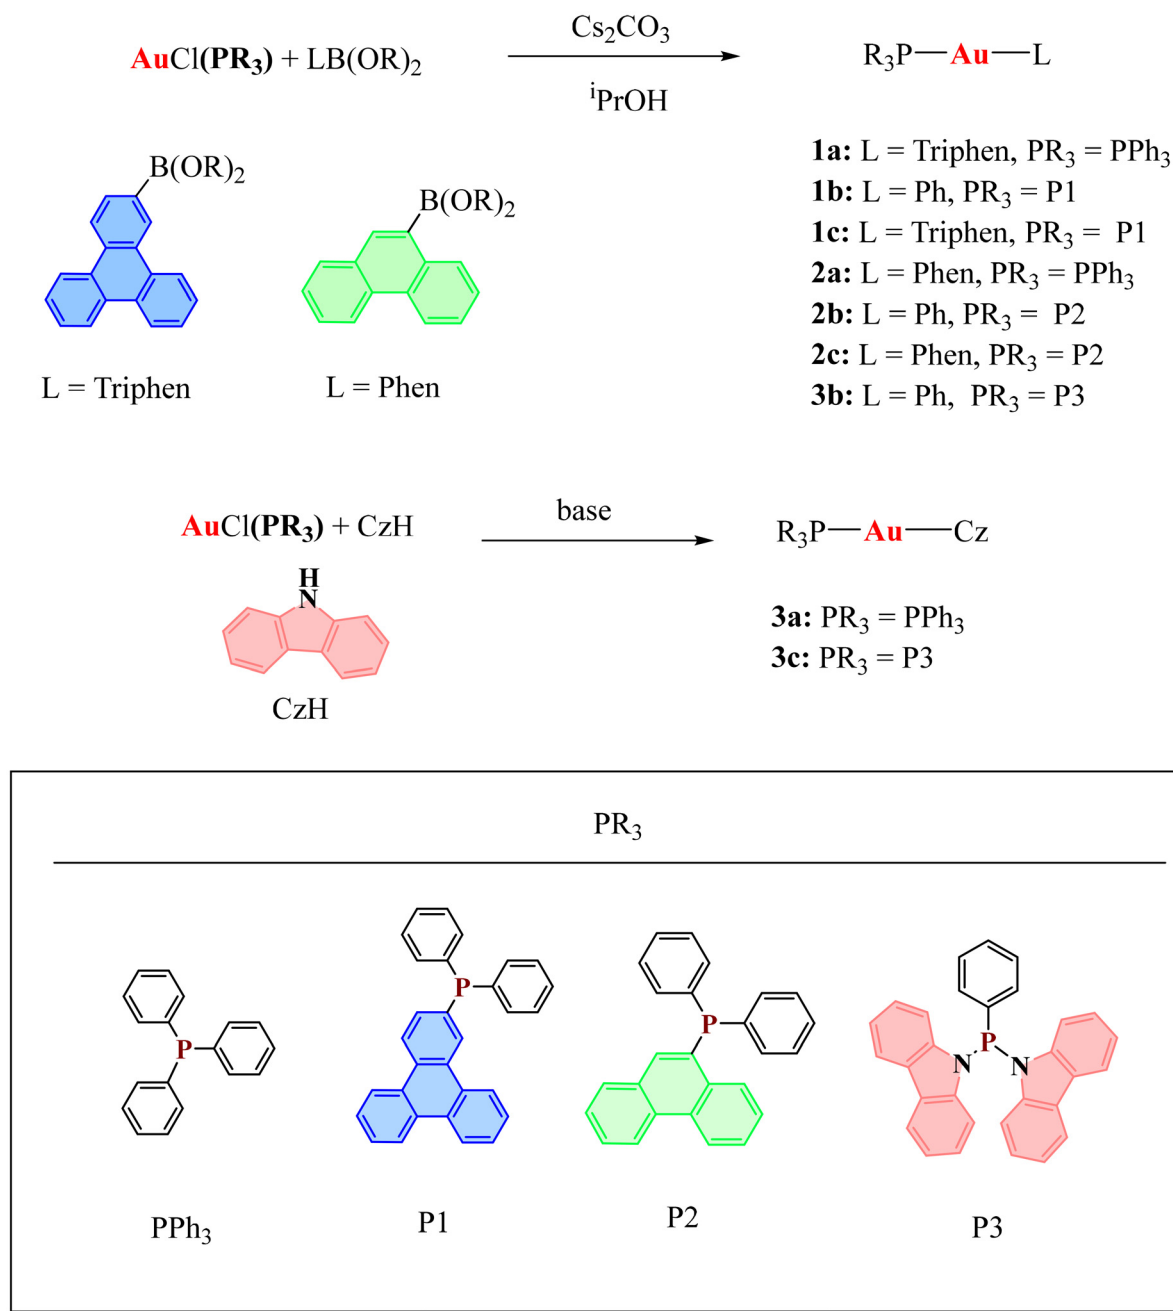 Cs₂CO₃
AuCl(PR₃) + LB(OR)₂
R₃P—Au—L
ⁱPrOH
B(OR)₂
B(OR)₂
L = Triphen
L = Phen
1a: L = Triphen, PR₃ = PPh₃
1b: L = Ph, PR₃ = P1
1c: L = Triphen, PR₃ = P1
2a: L = Phen, PR₃ = PPh₃
2b: L = Ph, PR₃ = P2
2c: L = Phen, PR₃ = P2
3b: L = Ph, PR₃ = P3
base
AuCl(PR₃) + CzH
R₃P—Au—Cz
H
N
CzH
3a: PR₃ = PPh₃
3c: PR₃ = P3
PR₃
P
P
P
P
N
N
PPh₃
P1
P2
P3